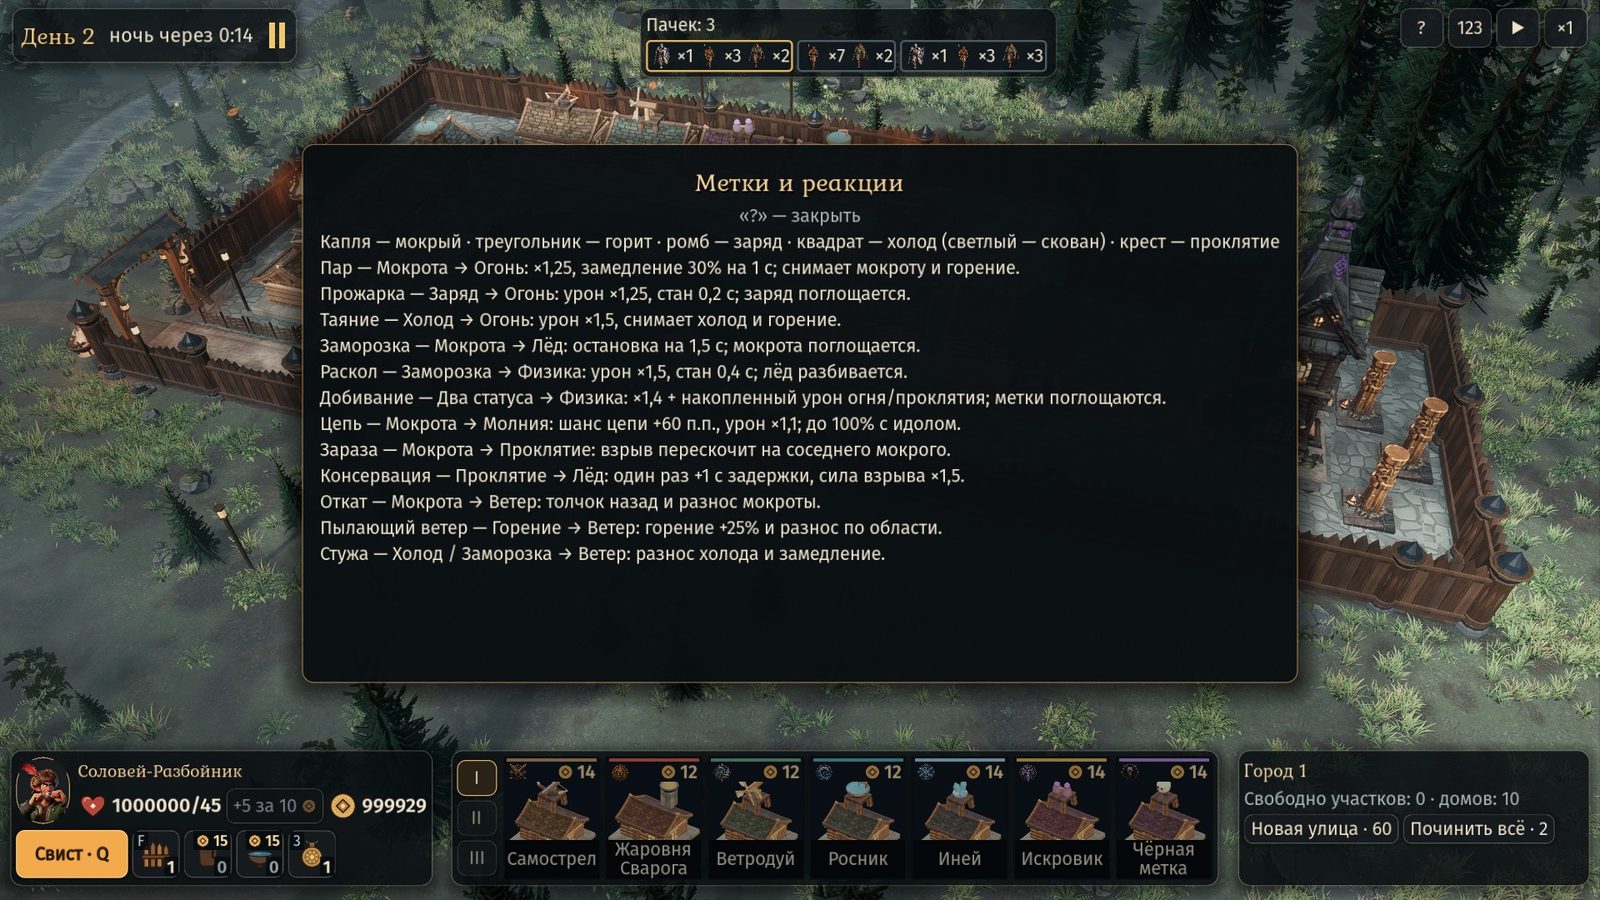 День 2 ночь через 0:14
Пачек: 3
×1 ×3 ×2 ×7 ×2 ×1 ×3 ×3
? 123 ×1
Метки и реакции
«?» — закрыть
Капля — мокрый · треугольник — горит · ромб — заряд · квадрат — холод (светлый — скован) · крест — проклятие
Пар — Мокрота → Огонь: ×1,25, замедление 30% на 1 с; снимает мокроту и горение.
Прожарка — Заряд → Огонь: урон ×1,25, стан 0,2 с; заряд поглощается.
Таяние — Холод → Огонь: урон ×1,5, снимает холод и горение.
Заморозка — Мокрота → Лёд: остановка на 1,5 с; мокрота поглощается.
Раскол — Заморозка → Физика: урон ×1,5, стан 0,4 с; лёд разбивается.
Добивание — Два статуса → Физика: ×1,4 + накопленный урон огня/проклятия; метки поглощаются.
Цепь — Мокрота → Молния: шанс цепи +60 п.п., урон ×1,1; до 100% с идолом.
Зараза — Мокрота → Проклятие: взрыв перескочит на соседнего мокрого.
Консервация — Проклятие → Лёд: один раз +1 с задержки, сила взрыва ×1,5.
Откат — Мокрота → Ветер: толчок назад и разнос мокроты.
Пылающий ветер — Горение → Ветер: горение +25% и разнос по области.
Стужа — Холод / Заморозка → Ветер: разнос холода и замедление.
Соловей-Разбойник
1000000/45 +5 за 10 999929
Свист · Q
F 1
15 0
15 0
3 1
I
II
III
14 Самострел
12 Жаровня
Сварога
12 Ветродуй
12 Росник
14 Иней
14 Искровик
14 Чёрная
метка
Город 1
Свободно участков: 0 · домов: 10
Новая улица · 60 Починить всё · 2